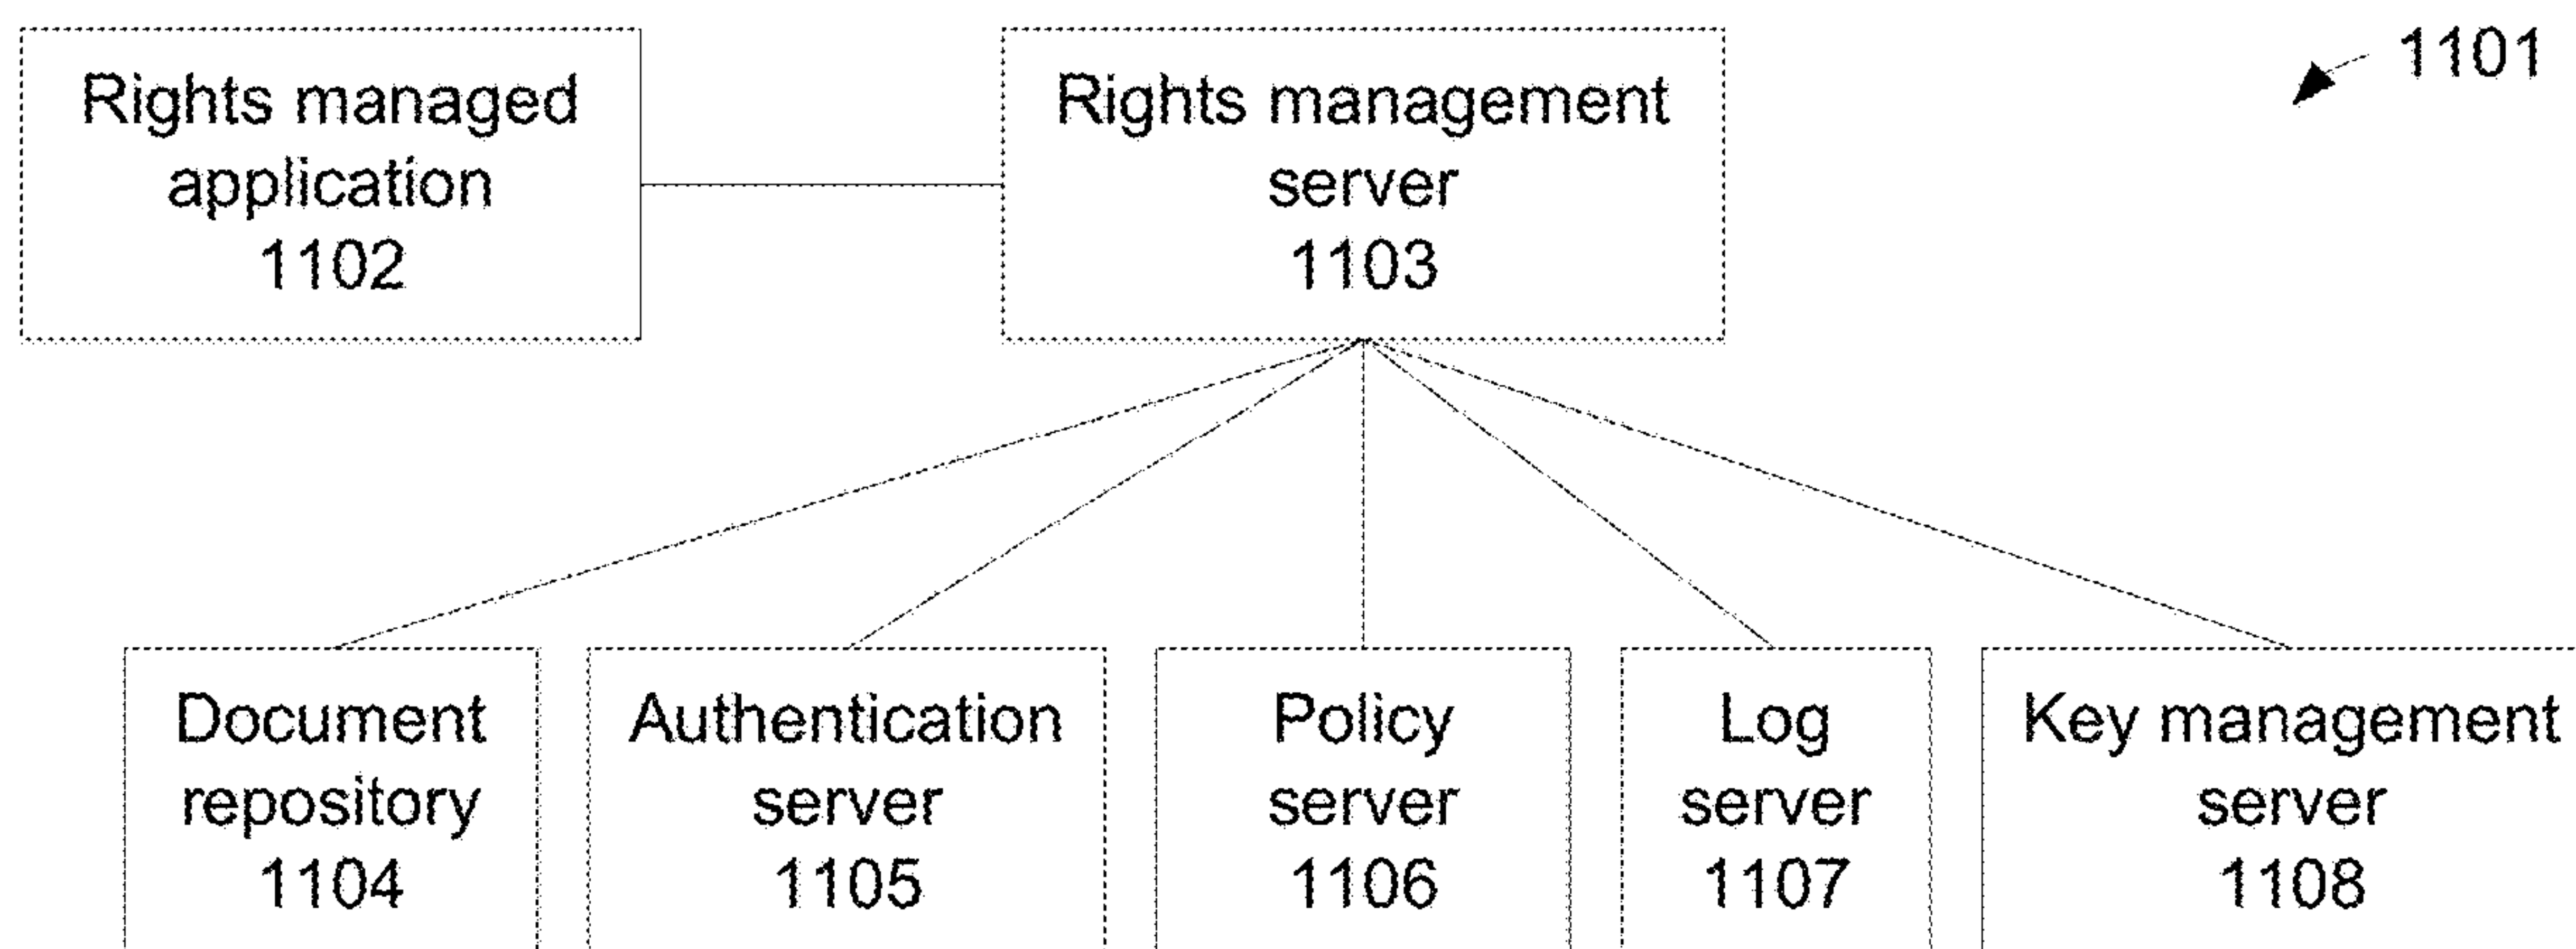 Rights managed
application
1102
Rights management
server
1103
1101
Document
repository
1104
Authentication
server
1105
Policy
server
1106
Log
server
1107
Key management
server
1108